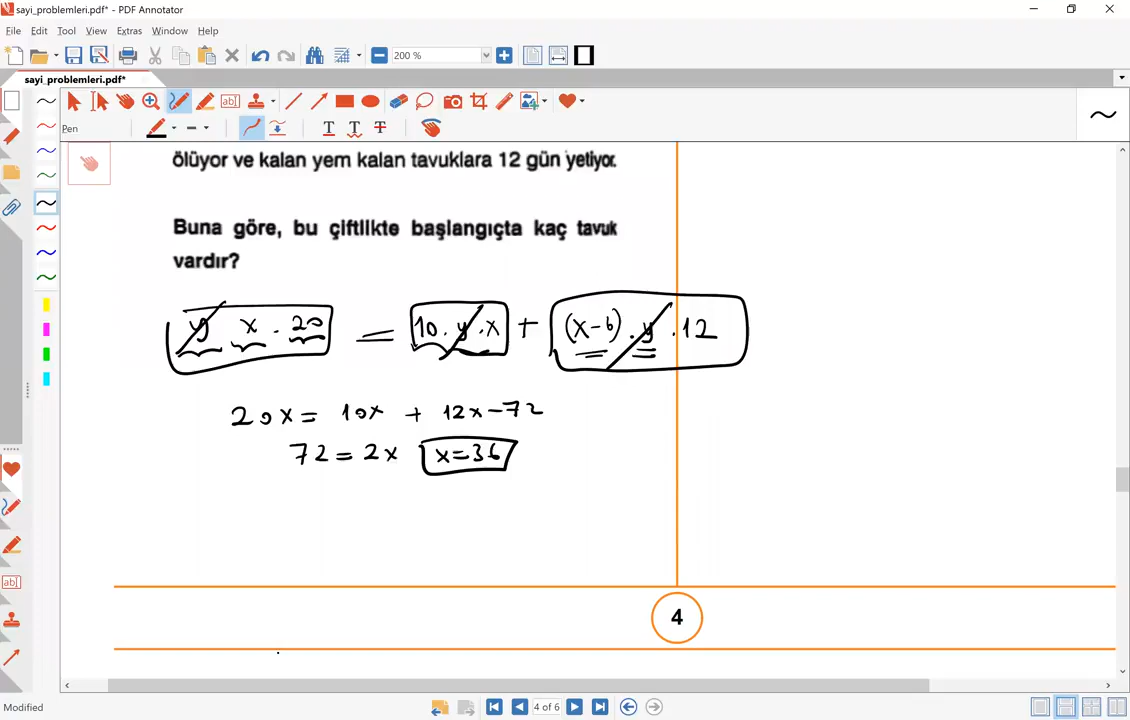 sayi_problemleri.pdf* - PDF Annotator
File Edit Tool View Extras Window Help
200 %
sayi_problemleri.pdf*
Pen
ölüyor ve kalan yem kalan tavuklara 12 gün yetiyor.
Buna göre, bu çiftlikte başlangıçta kaç tavuk
vardır?
y x . 20 = 10 . y . x + (x-6) . y . 12
20x = 10x + 12x-72
72 = 2x x=36
4
Modified
4 of 6